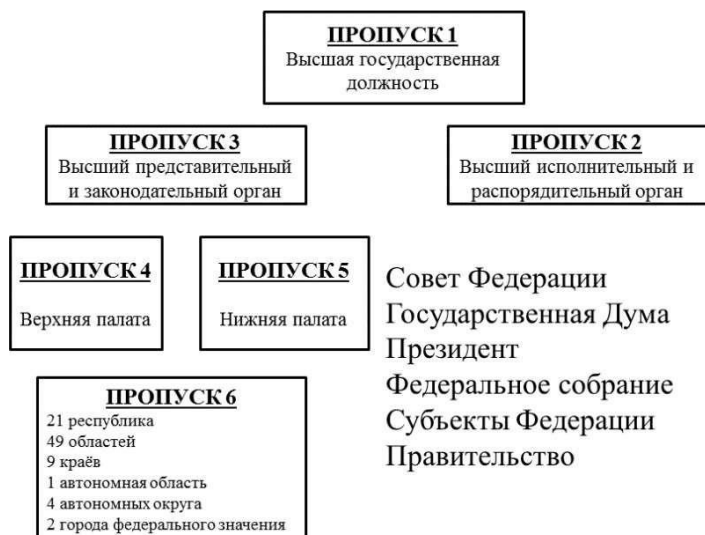 ПРОПУСК 1
Высшая государственная
должность
ПРОПУСК 3
Высший представительный
и законодательный орган
ПРОПУСК 2
Высший исполнительный и
распорядительный орган
ПРОПУСК 4
Верхняя палата
ПРОПУСК 5
Нижняя палата
Совет Федерации
Государственная Дума
Президент
Федеральное собрание
Субъекты Федерации
Правительство
ПРОПУСК 6
21 республика
49 областей
9 краёв
1 автономная область
4 автономных округа
2 города федерального значения